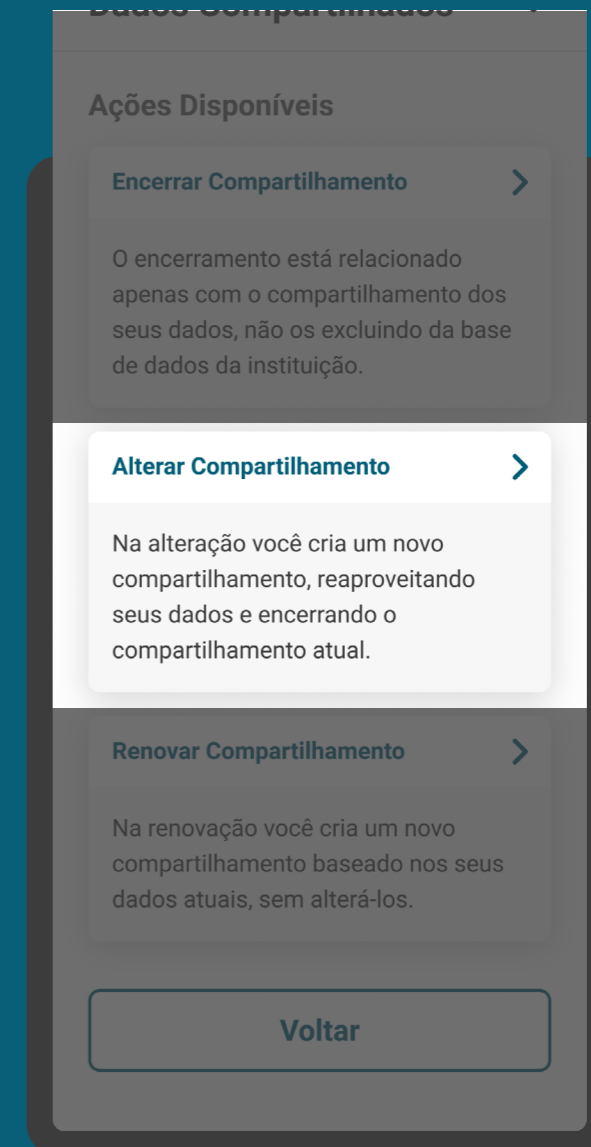 Dados Compartilhados
Ações Disponíveis
Encerrar Compartilhamento
O encerramento está relacionado
apenas com o compartilhamento dos
seus dados, não os excluindo da base
de dados da instituição.
Alterar Compartilhamento
Na alteração você cria um novo
compartilhamento, reaproveitando
seus dados e encerrando o
compartilhamento atual.
Renovar Compartilhamento
Na renovação você cria um novo
compartilhamento baseado nos seus
dados atuais, sem alterá-los.
Voltar